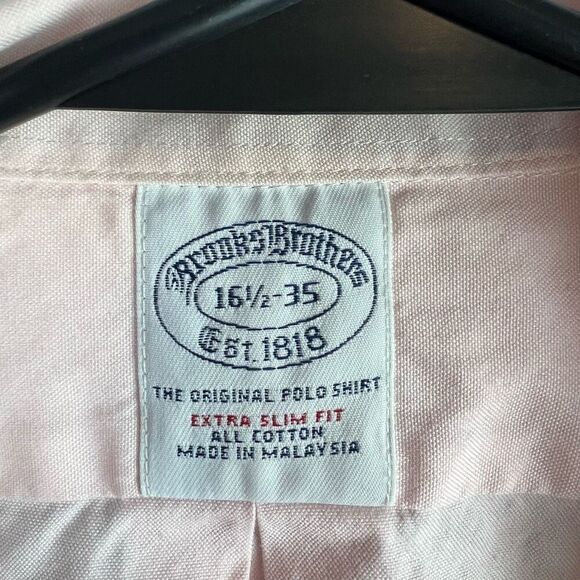 Brooks Brothers
16½-35
Est. 1818
THE ORIGINAL POLO SHIRT
EXTRA SLIM FIT
ALL COTTON
MADE IN MALAYSIA